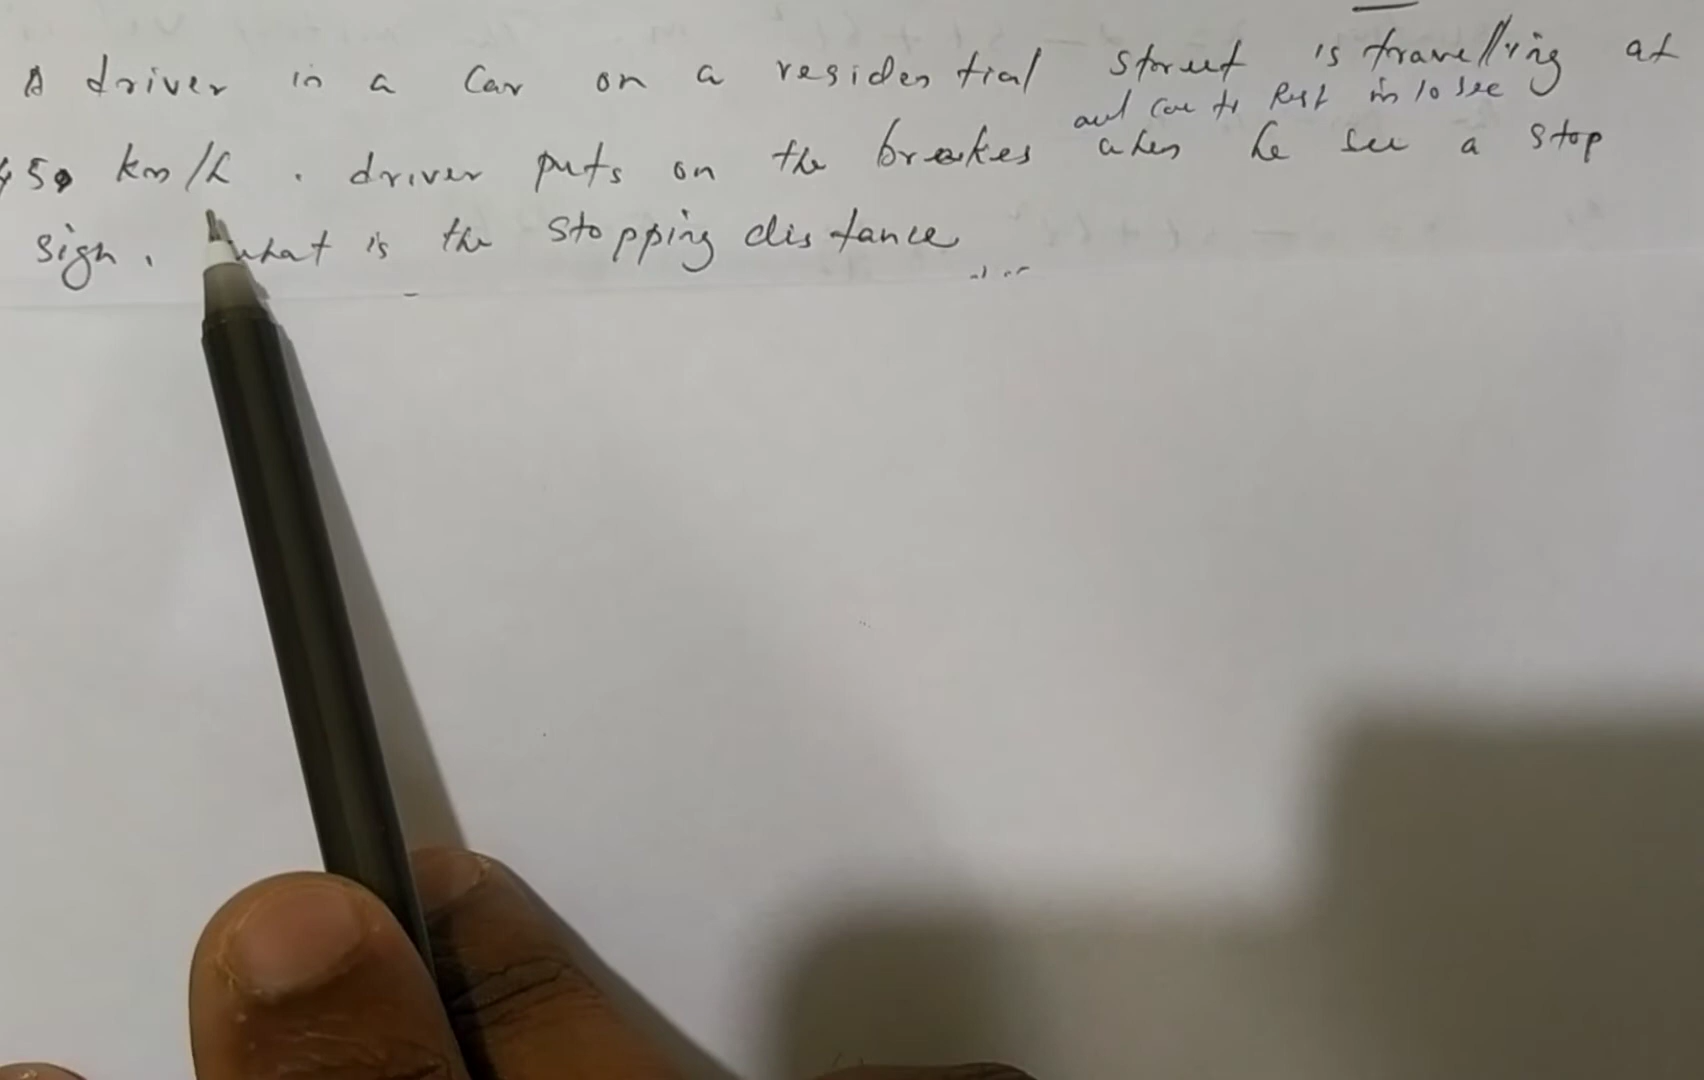 A driver in a car on a residential street is travelling at
and come to Rest in 10 sec
50 km/h . driver puts on the breakes when he see a stop
sign . what is the stopping distance